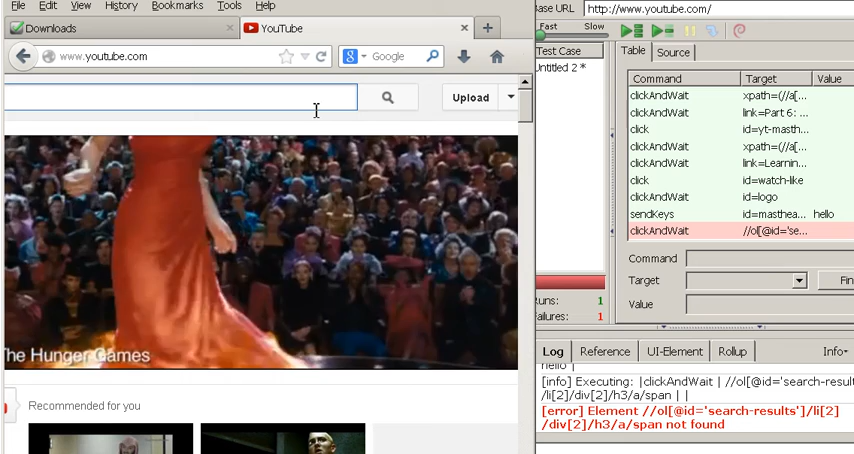 File Edit View History Bookmarks Tools Help
Downloads
YouTube
www.youtube.com
Google
Upload
The Hunger Games
Recommended for you
Base URL http://www.youtube.com/
Fast Slow
Test Case
Untitled 2 *
Table Source
Command Target Value
clickAndWait xpath=(//a[...
clickAndWait link=Part 6: ...
click id=yt-masth...
clickAndWait xpath=(//a[...
clickAndWait link=Learnin...
click id=watch-like
clickAndWait id=logo
sendKeys id=masthea... hello
clickAndWait //ol[@id='se...
Command
Target Fin
Value
Runs: 1
Failures: 1
Log Reference UI-Element Rollup Info
hello |
[info] Executing: |clickAndWait | //ol[@id='search-result
/li[2]/div[2]/h3/a/span | |
[error] Element //ol[@id='search-results']/li[2]
/div[2]/h3/a/span not found